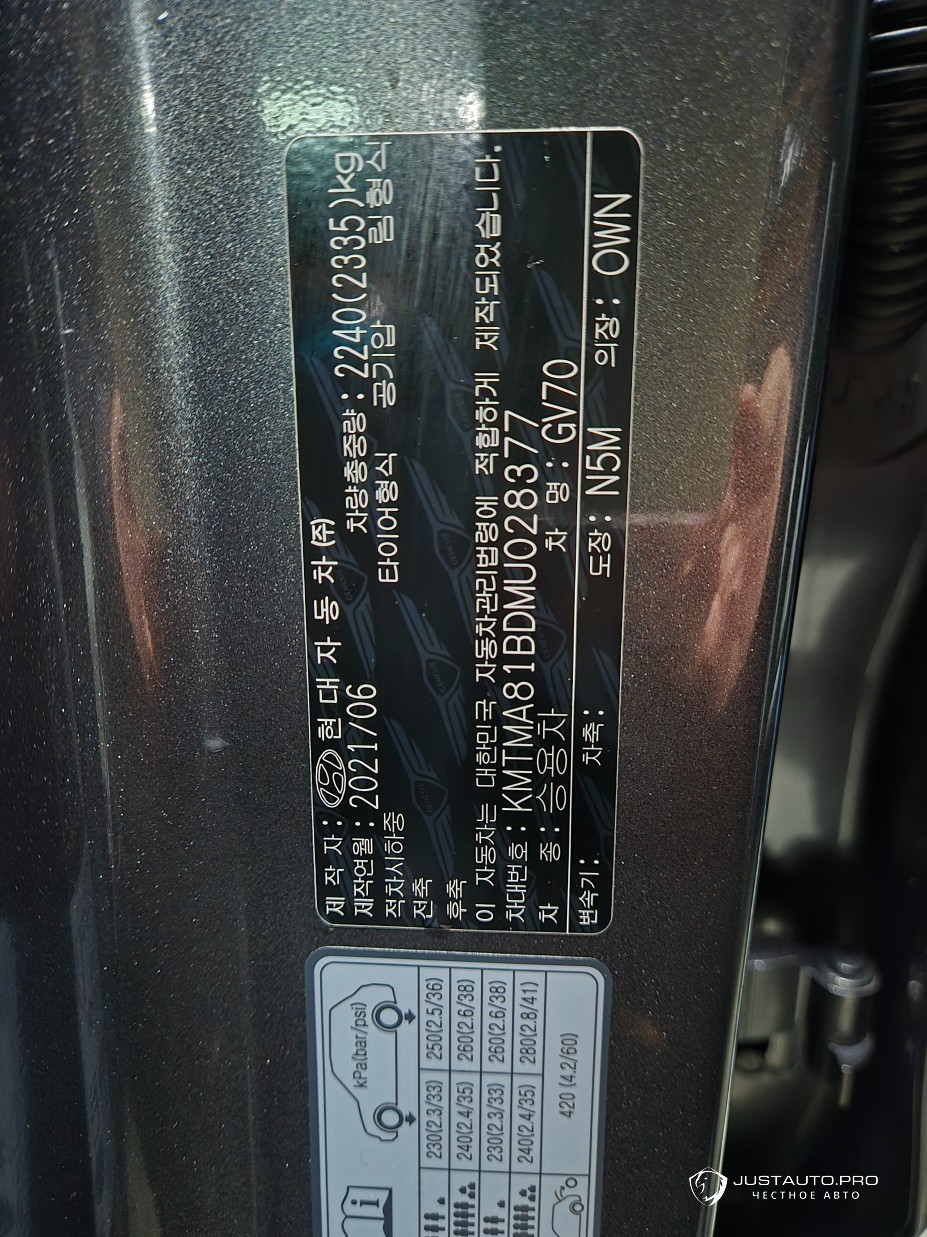 제 작 자 : 현 대 자 동 차 (주)
제작연월 : 2021/06 차량총중량 : 2240(2335)kg
적차시하중 타이어형식 공기압 림형식
전축
후축
이 자동차는 대한민국 자동차관리법령에 적합하게 제작되었습니다.
차대번호 : KMTMA81BDMU028377
차 종 : 승용차 차 명 : GV70
변속기 : 차축 : 도장 : N5M 의장 : OWN
kPa(bar/psi)
230(2.3/33) 250(2.5/36)
240(2.4/35) 260(2.6/38)
230(2.3/33) 260(2.6/38)
240(2.4/35) 280(2.8/41)
420 (4.2/60)
JUSTAUTO.PRO
ЧЕСТНОЕ АВТО